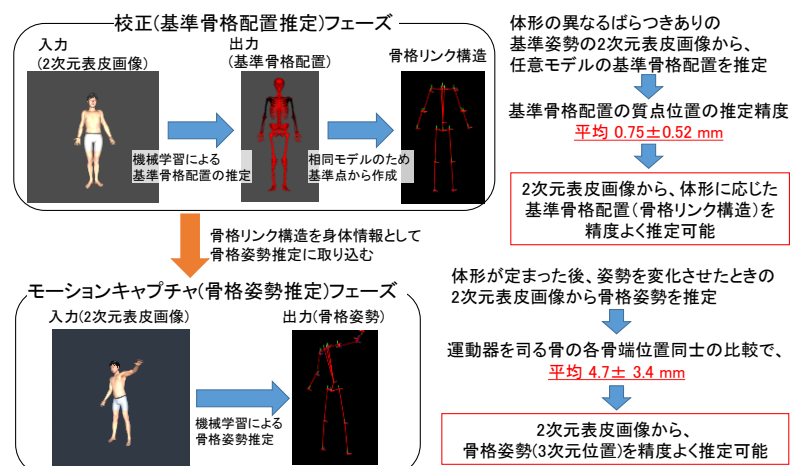 校正(基準骨格配置推定)フェーズ
入力
(2次元表皮画像)
出力
(基準骨格配置)
骨格リンク構造
機械学習による
基準骨格配置の推定
相同モデルのため
基準点から作成
骨格リンク構造を身体情報として
骨格姿勢推定に取り込む
モーションキャプチャ(骨格姿勢推定)フェーズ
入力(2次元表皮画像)
出力(骨格姿勢)
機械学習による
骨格姿勢推定
体形の異なるばらつきありの
基準姿勢の2次元表皮画像から、
任意モデルの基準骨格配置を推定
基準骨格配置の質点位置の推定精度
平均 0.75±0.52 mm
2次元表皮画像から、体形に応じた
基準骨格配置(骨格リンク構造)を
精度よく推定可能
体形が定まった後、姿勢を変化させたときの
2次元表皮画像から骨格姿勢を推定
運動器を司る骨の各骨端位置同士の比較で、
平均 4.7± 3.4 mm
2次元表皮画像から、
骨格姿勢(3次元位置)を精度よく推定可能